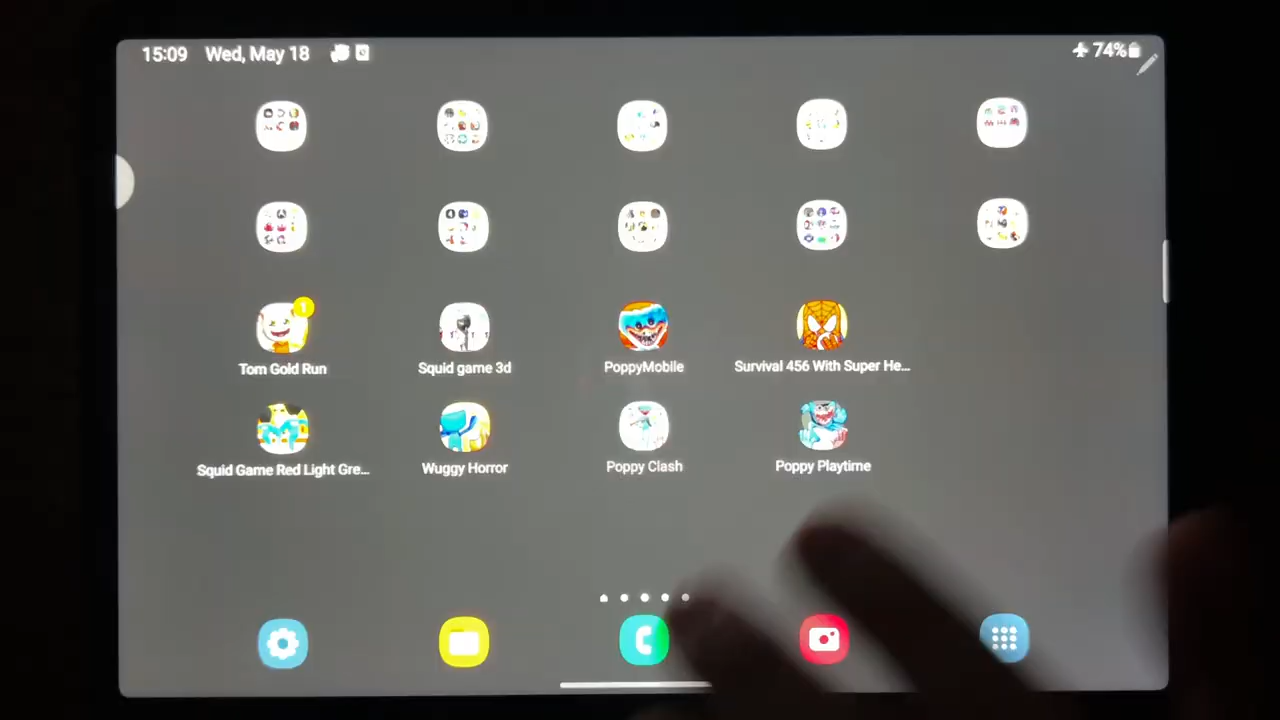 15:09 Wed, May 18
74%
1
Tom Gold Run
Squid game 3d
PoppyMobile
Survival 456 With Super He...
Squid Game Red Light Gre...
Wuggy Horror
Poppy Clash
Poppy Playtime